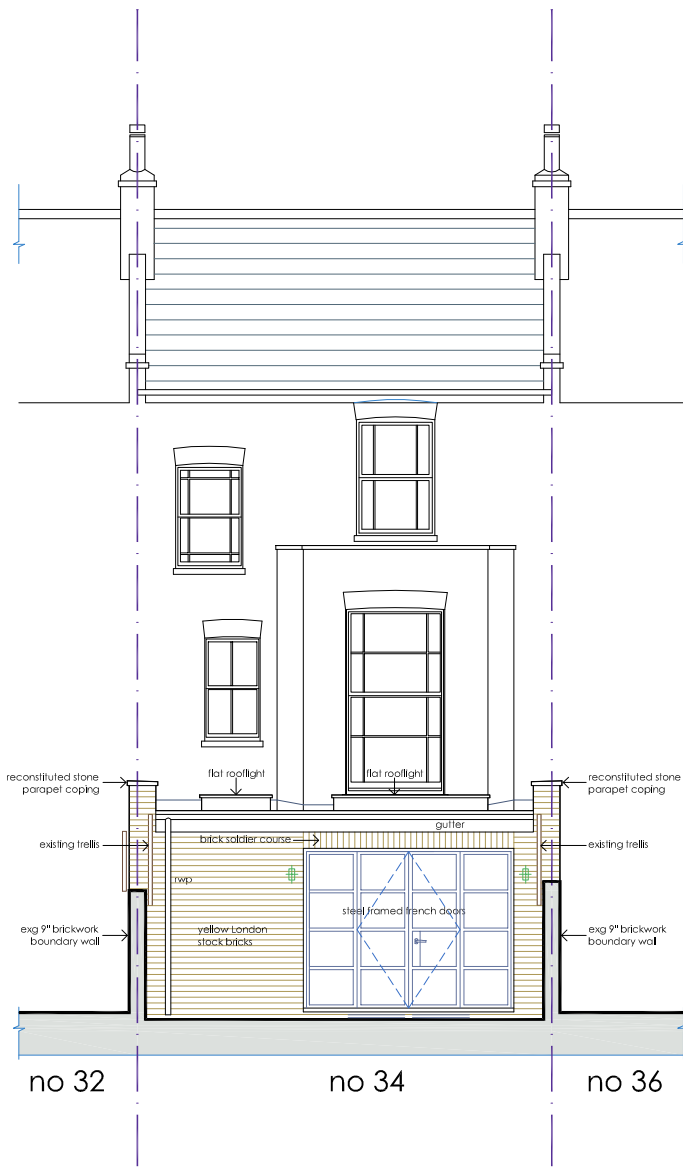 flat rooflight
flat rooflight
reconstituted stone
parapet coping
reconstituted stone
parapet coping
gutter
brick soldier course
existing trellis
existing trellis
rwp
steel framed french doors
yellow London
stock bricks
exg 9" brickwork
boundary wall
exg 9" brickwork
boundary wall
no 32
no 34
no 36